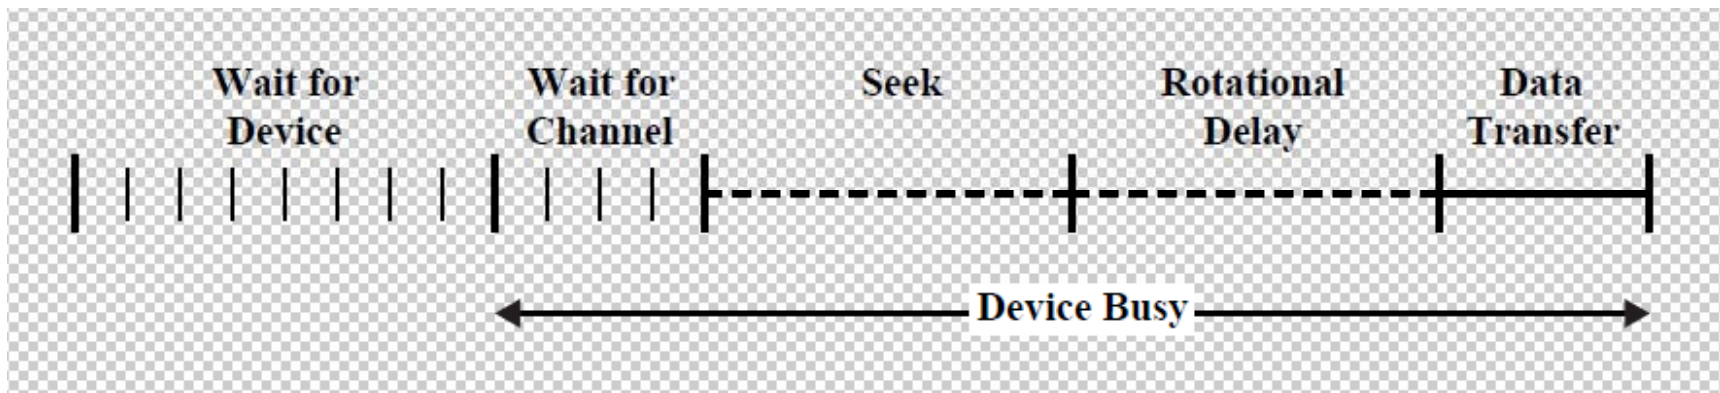 Wait for
Device
Wait for
Channel
Seek
Rotational
Delay
Data
Transfer
Device Busy